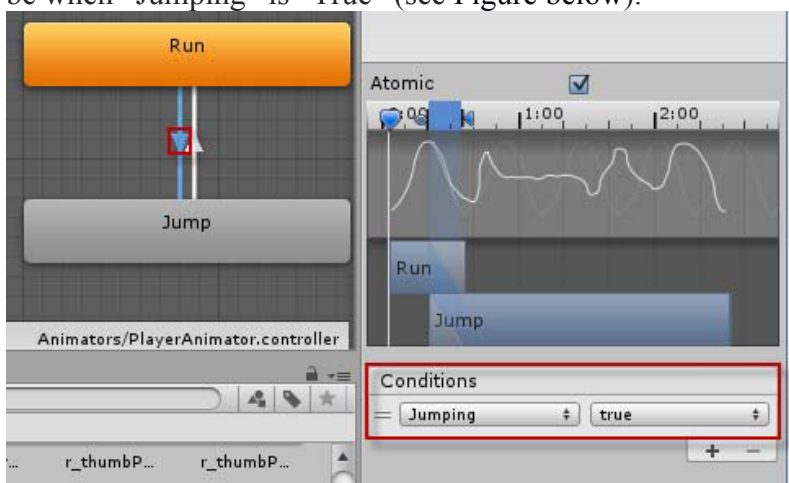 be when "Jumping" is "True" (see Figure below).
Run
Jump
Animators/PlayerAnimator.controller
r_thumbP...
r_thumbP...
Atomic
1:00
2:00
Run
Jump
Conditions
Jumping
true